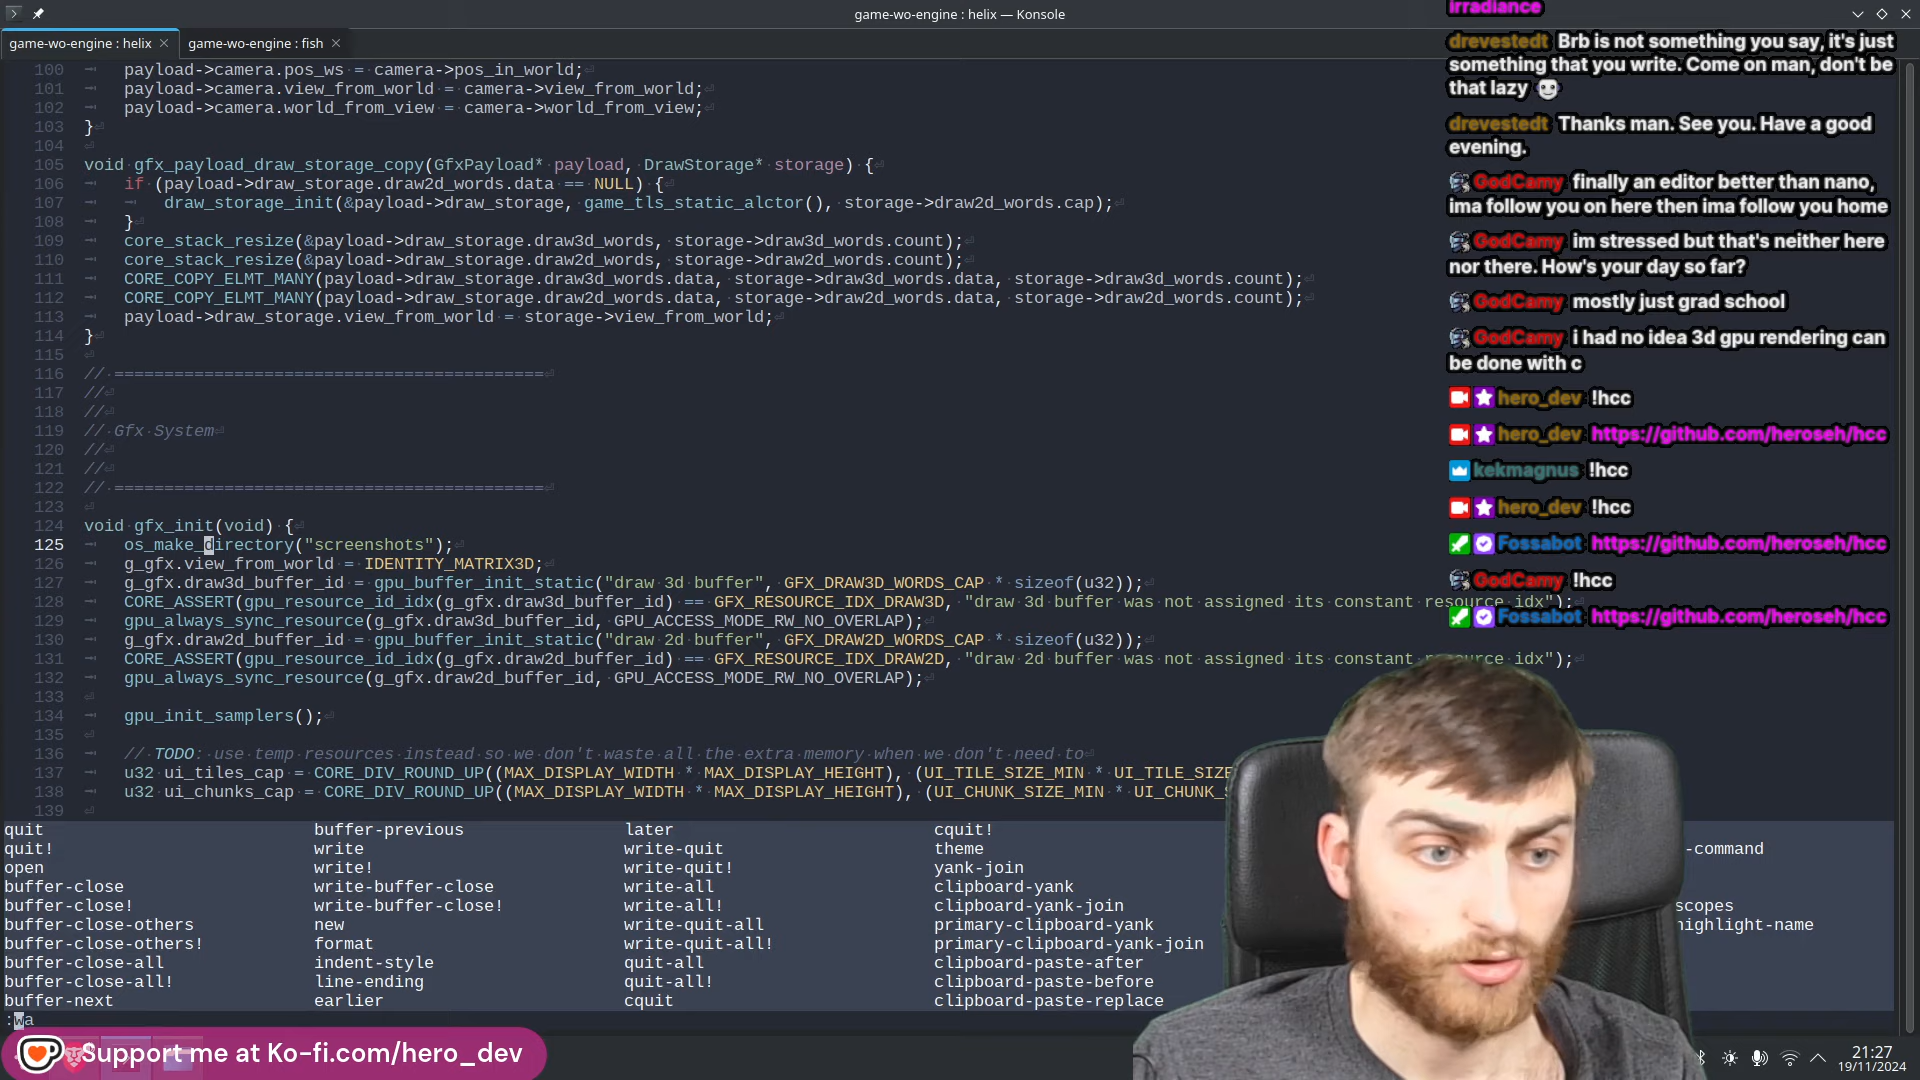 game-wo-engine : helix — Konsole
game-wo-engine : helix
game-wo-engine : fish
100 payload->camera.pos_ws = camera->pos_in_world;
101 payload->camera.view_from_world = camera->view_from_world;
102 payload->camera.world_from_view = camera->world_from_view;
103 }
104
105 void gfx_payload_draw_storage_copy(GfxPayload* payload, DrawStorage* storage) {
106 if (payload->draw_storage.draw2d_words.data == NULL) {
107 draw_storage_init(&payload->draw_storage, game_tls_static_alctor(), storage->draw2d_words.cap);
108 }
109 core_stack_resize(&payload->draw_storage.draw3d_words, storage->draw3d_words.count);
110 core_stack_resize(&payload->draw_storage.draw2d_words, storage->draw2d_words.count);
111 CORE_COPY_ELMT_MANY(payload->draw_storage.draw3d_words.data, storage->draw3d_words.data, storage->draw3d_words.count);
112 CORE_COPY_ELMT_MANY(payload->draw_storage.draw2d_words.data, storage->draw2d_words.data, storage->draw2d_words.count);
113 payload->draw_storage.view_from_world = storage->view_from_world;
114 }
115
116 // ===========================================
117 //
118 //
119 // Gfx System
120 //
121 //
122 // ===========================================
123
124 void gfx_init(void) {
125 os_make_directory("screenshots");
126 g_gfx.view_from_world = IDENTITY_MATRIX3D;
127 g_gfx.draw3d_buffer_id = gpu_buffer_init_static("draw 3d buffer", GFX_DRAW3D_WORDS_CAP * sizeof(u32));
128 CORE_ASSERT(gpu_resource_id_idx(g_gfx.draw3d_buffer_id) == GFX_RESOURCE_IDX_DRAW3D, "draw 3d buffer was not assigned its constant resource idx");
129 gpu_always_sync_resource(g_gfx.draw3d_buffer_id, GPU_ACCESS_MODE_RW_NO_OVERLAP);
130 g_gfx.draw2d_buffer_id = gpu_buffer_init_static("draw 2d buffer", GFX_DRAW2D_WORDS_CAP * sizeof(u32));
131 CORE_ASSERT(gpu_resource_id_idx(g_gfx.draw2d_buffer_id) == GFX_RESOURCE_IDX_DRAW2D, "draw 2d buffer was not assigned its constant resource idx");
132 gpu_always_sync_resource(g_gfx.draw2d_buffer_id, GPU_ACCESS_MODE_RW_NO_OVERLAP);
133
134 gpu_init_samplers();
135
136 // TODO: use temp resources instead so we don't waste all the extra memory when we don't need to
137 u32 ui_tiles_cap = CORE_DIV_ROUND_UP((MAX_DISPLAY_WIDTH * MAX_DISPLAY_HEIGHT), (UI_TILE_SIZE_MIN * UI_TILE_SIZE
138 u32 ui_chunks_cap = CORE_DIV_ROUND_UP((MAX_DISPLAY_WIDTH * MAX_DISPLAY_HEIGHT), (UI_CHUNK_SIZE_MIN * UI_CHUNK_S
139
quit buffer-previous later cquit!
quit! write write-quit theme -command
open write! write-quit! yank-join
buffer-close write-buffer-close write-all clipboard-yank
buffer-close! write-buffer-close! write-all! clipboard-yank-join scopes
buffer-close-others new write-quit-all primary-clipboard-yank highlight-name
buffer-close-others! format write-quit-all! primary-clipboard-yank-join
buffer-close-all indent-style quit-all clipboard-paste-after
buffer-close-all! line-ending quit-all! clipboard-paste-before
buffer-next earlier cquit clipboard-paste-replace
:wa
Support me at Ko-fi.com/hero_dev
irradiance
drevestedt Brb is not something you say, it's just
something that you write. Come on man, don't be
that lazy
drevestedt Thanks man. See you. Have a good
evening.
GodCamy finally an editor better than nano,
ima follow you on here then ima follow you home
GodCamy im stressed but that's neither here
nor there. How's your day so far?
GodCamy mostly just grad school
GodCamy i had no idea 3d gpu rendering can
be done with c
hero_dev !hcc
hero_dev https://github.com/heroseh/hcc
kekmagnus !hcc
hero_dev !hcc
Fossabot https://github.com/heroseh/hcc
GodCamy !hcc
Fossabot https://github.com/heroseh/hcc
21:27
19/11/2024